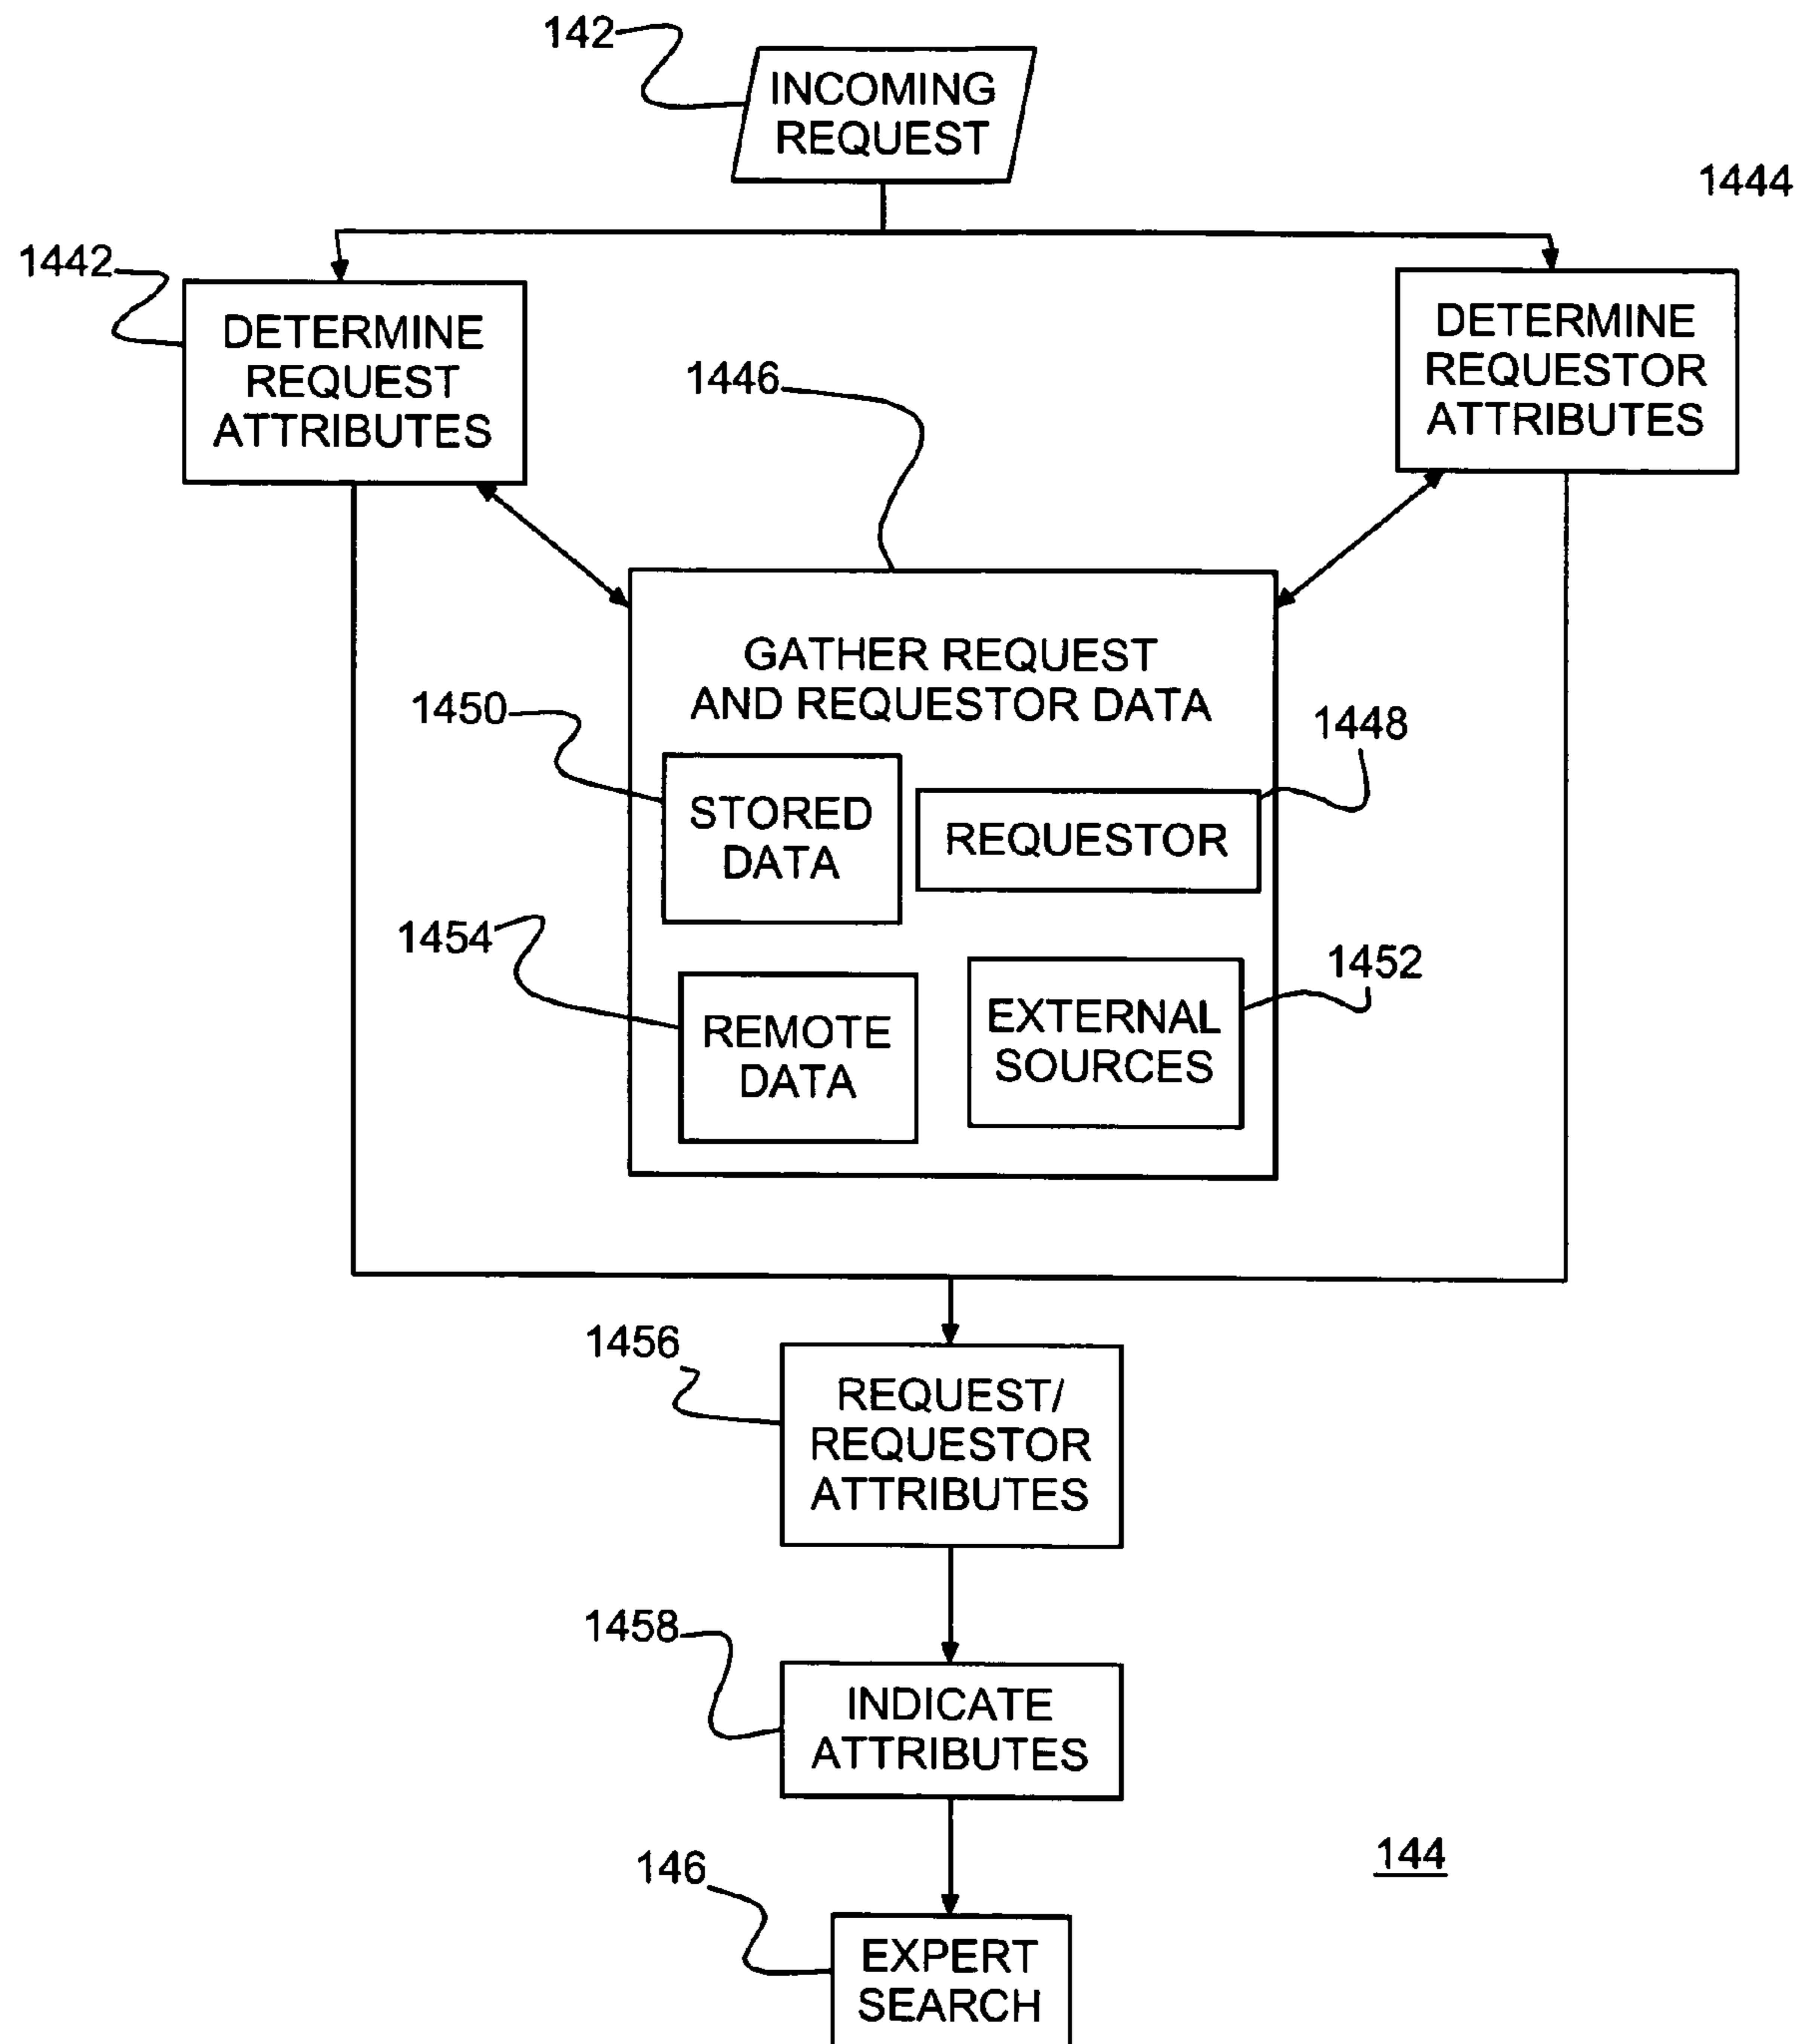 142
INCOMING
REQUEST
1444
1442
DETERMINE
REQUEST
ATTRIBUTES
DETERMINE
REQUESTOR
ATTRIBUTES
1446
GATHER REQUEST
AND REQUESTOR DATA
1450
1448
STORED
DATA
REQUESTOR
1454
1452
REMOTE
DATA
EXTERNAL
SOURCES
1456
REQUEST/
REQUESTOR
ATTRIBUTES
1458
INDICATE
ATTRIBUTES
144
146
EXPERT
SEARCH